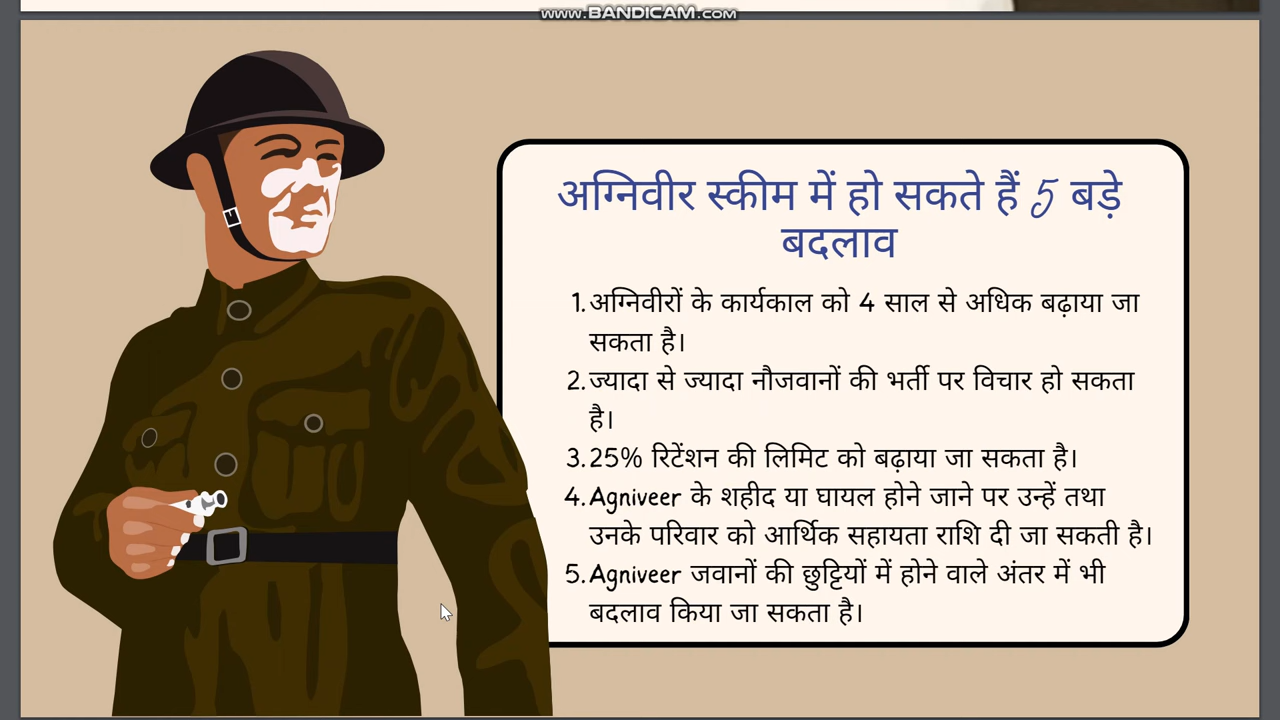 www.BANDICAM.com
अग्निवीर स्कीम में हो सकते हैं 5 बड़े
बदलाव
1. अग्निवीरों के कार्यकाल को 4 साल से अधिक बढ़ाया जा
सकता है।
2. ज्यादा से ज्यादा नौजवानों की भर्ती पर विचार हो सकता
है।
3. 25% रिटेंशन की लिमिट को बढ़ाया जा सकता है।
4. Agniveer के शहीद या घायल होने जाने पर उन्हें तथा
उनके परिवार को आर्थिक सहायता राशि दी जा सकती है।
5. Agniveer जवानों की छुट्टियों में होने वाले अंतर में भी
बदलाव किया जा सकता है।